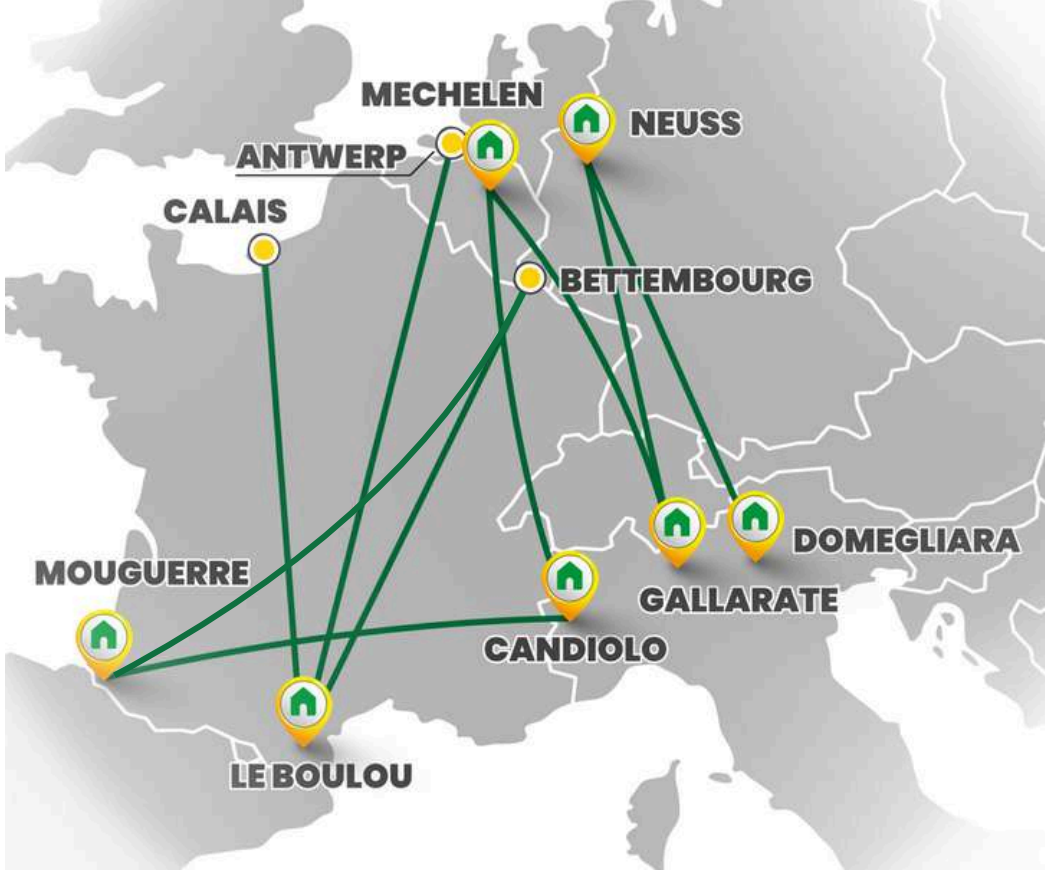 MECHELEN
NEUSS
ANTWERP
CALAIS
BETTEMBOURG
DOMEGLIARA
MOUGUERRE
GALLARATE
CANDIOLO
LE BOULOU